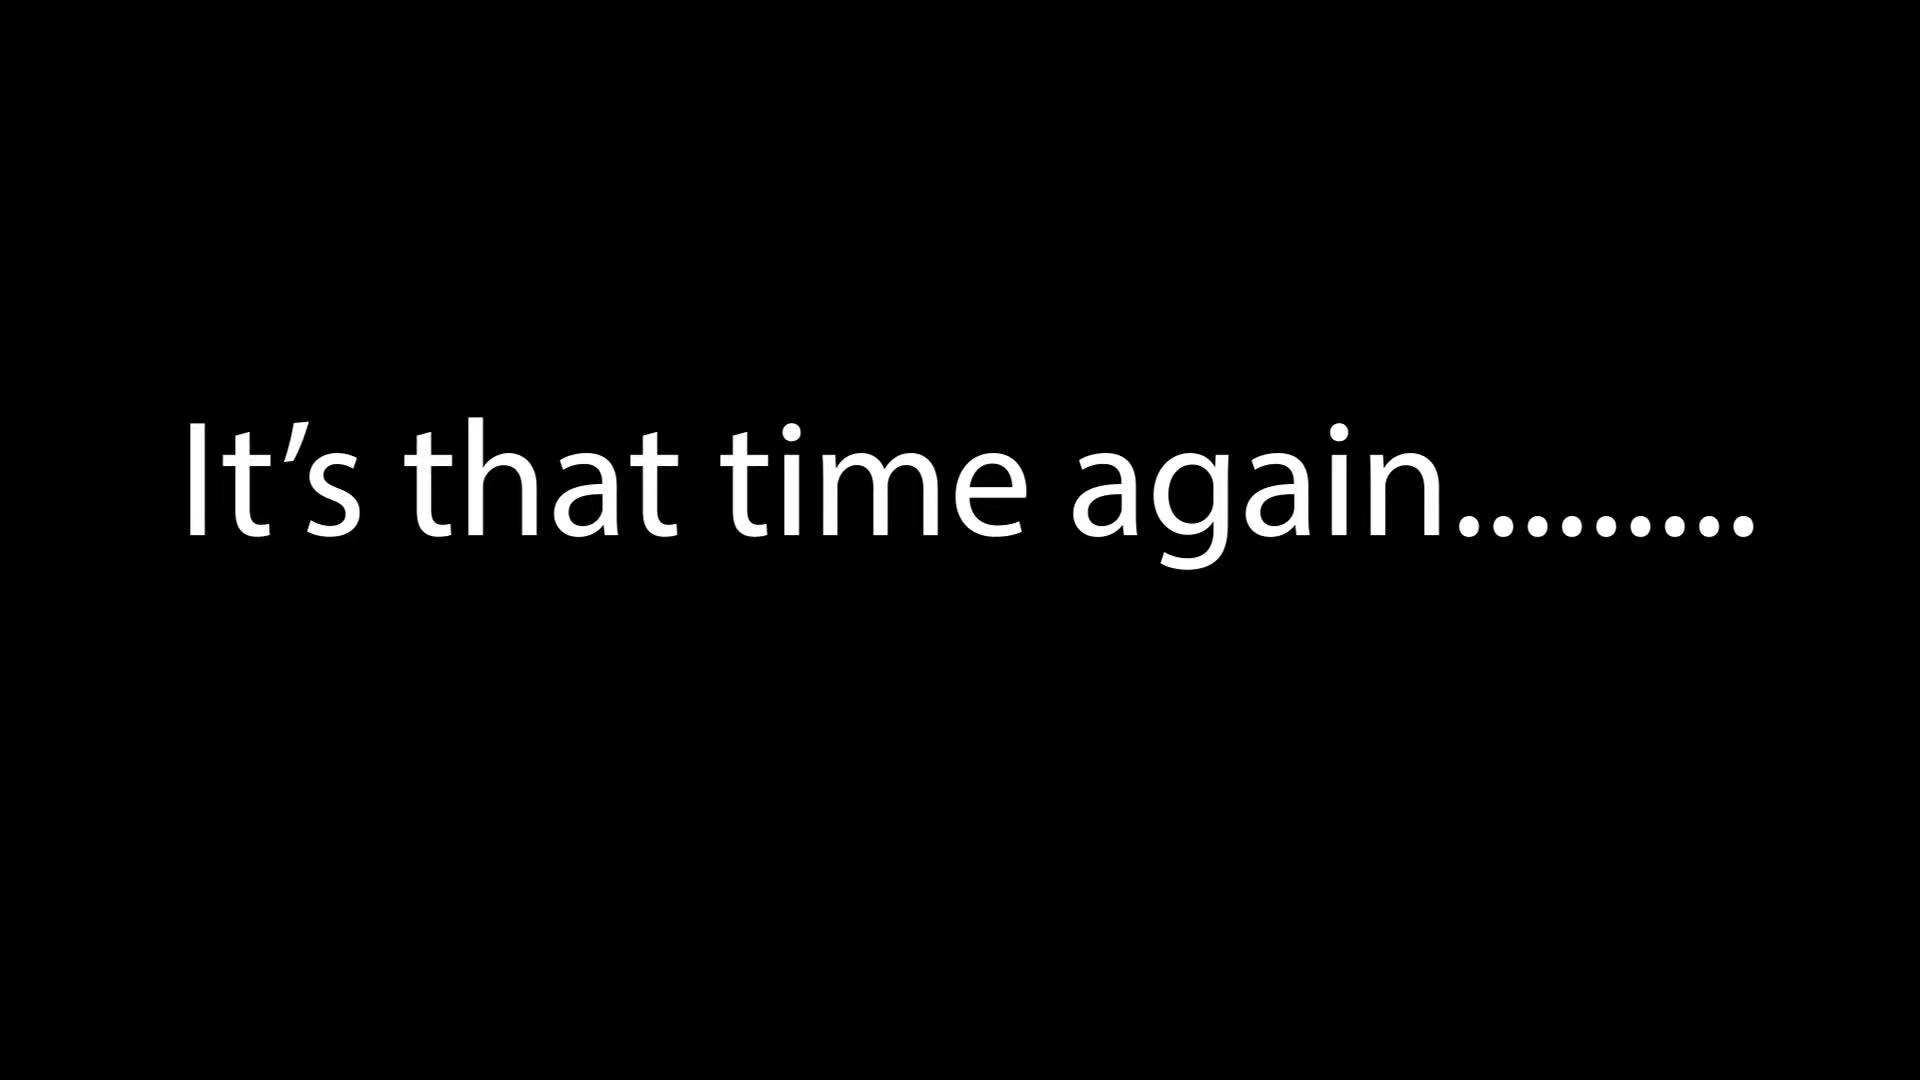 It’s that time again.........